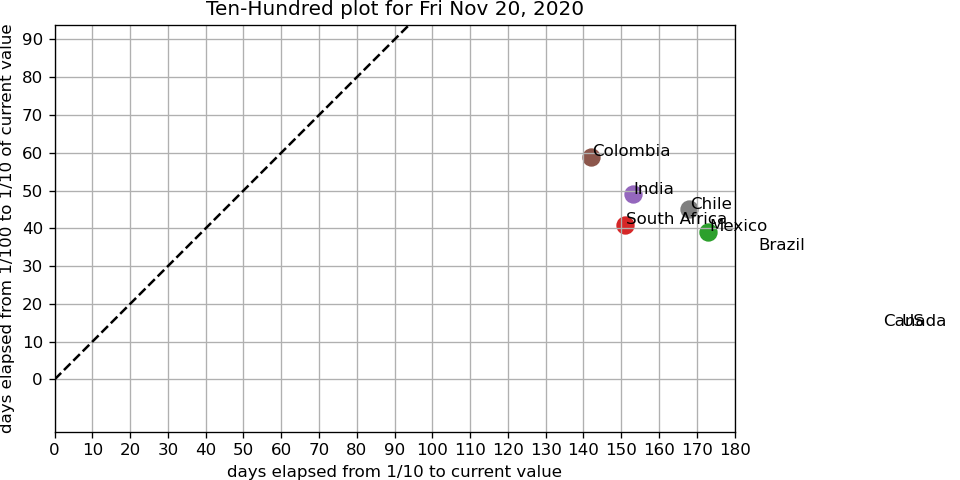 Ten-Hundred plot for Fri Nov 20, 2020
days elapsed from 1/100 to 1/10 of current value
90
80
70
60
50
40
30
20
10
0
Colombia
India
Chile
South Africa
Mexico
Brazil
Canada
US
0 10 20 30 40 50 60 70 80 90 100 110 120 130 140 150 160 170 180
days elapsed from 1/10 to current value